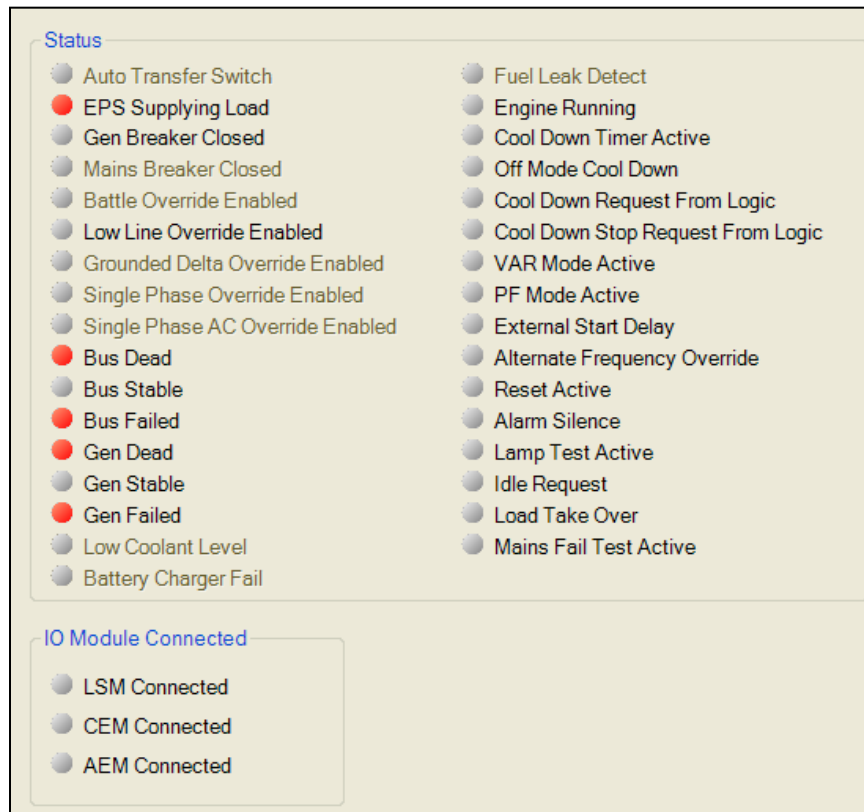 Status
Auto Transfer Switch
EPS Supplying Load
Gen Breaker Closed
Mains Breaker Closed
Battle Override Enabled
Low Line Override Enabled
Grounded Delta Override Enabled
Single Phase Override Enabled
Single Phase AC Override Enabled
Bus Dead
Bus Stable
Bus Failed
Gen Dead
Gen Stable
Gen Failed
Low Coolant Level
Battery Charger Fail
Fuel Leak Detect
Engine Running
Cool Down Timer Active
Off Mode Cool Down
Cool Down Request From Logic
Cool Down Stop Request From Logic
VAR Mode Active
PF Mode Active
External Start Delay
Alternate Frequency Override
Reset Active
Alarm Silence
Lamp Test Active
Idle Request
Load Take Over
Mains Fail Test Active
IO Module Connected
LSM Connected
CEM Connected
AEM Connected